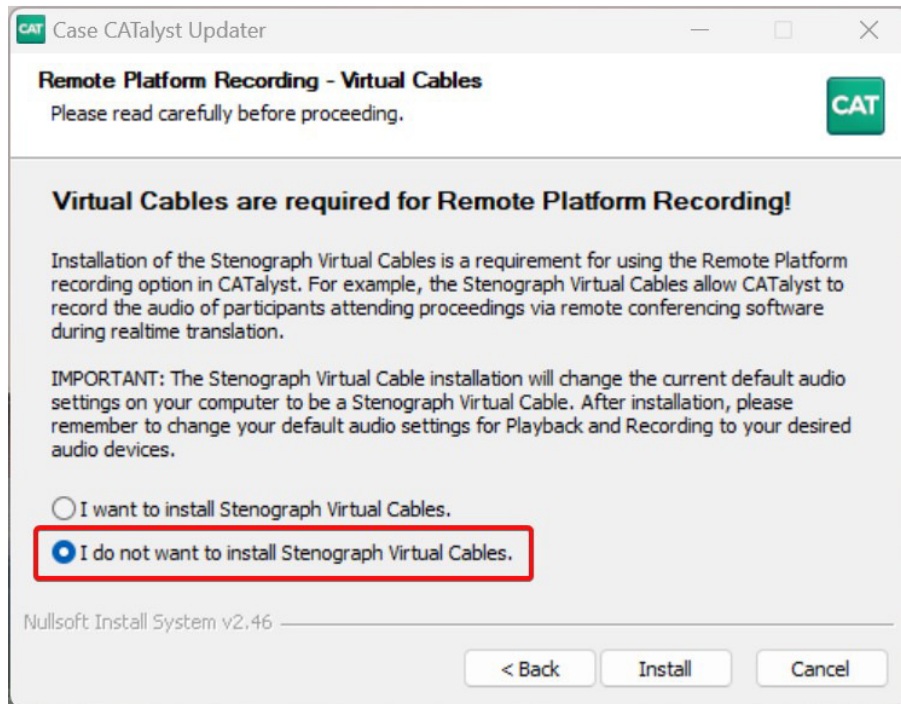 CAT Case CATalyst Updater
Remote Platform Recording - Virtual Cables
Please read carefully before proceeding.
CAT
Virtual Cables are required for Remote Platform Recording!
Installation of the Stenograph Virtual Cables is a requirement for using the Remote Platform
recording option in CATalyst. For example, the Stenograph Virtual Cables allow CATalyst to
record the audio of participants attending proceedings via remote conferencing software
during realtime translation.
IMPORTANT: The Stenograph Virtual Cable installation will change the current default audio
settings on your computer to be a Stenograph Virtual Cable. After installation, please
remember to change your default audio settings for Playback and Recording to your desired
audio devices.
I want to install Stenograph Virtual Cables.
I do not want to install Stenograph Virtual Cables.
Nullsoft Install System v2.46
< Back Install Cancel